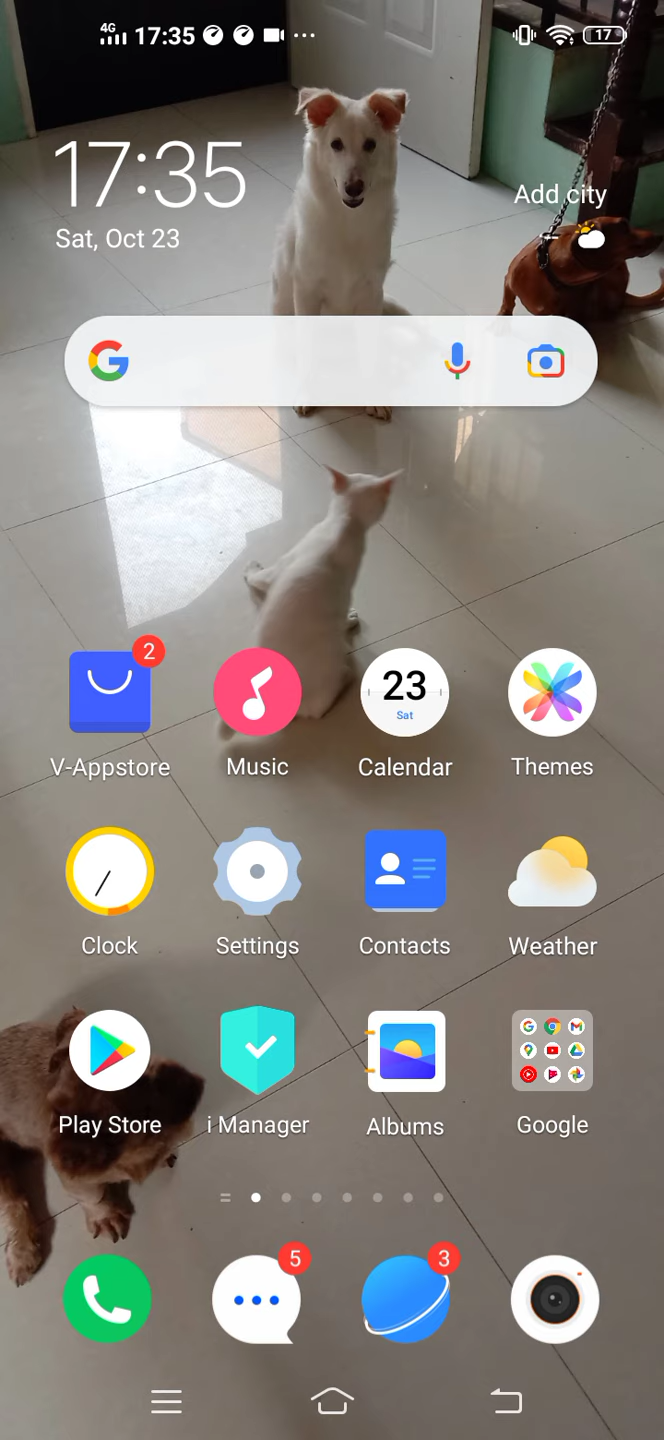 4G 17:35 17
17:35
Sat, Oct 23
Add city
2
23
Sat
V-Appstore Music Calendar Themes
Clock Settings Contacts Weather
Play Store i Manager Albums Google
5 3